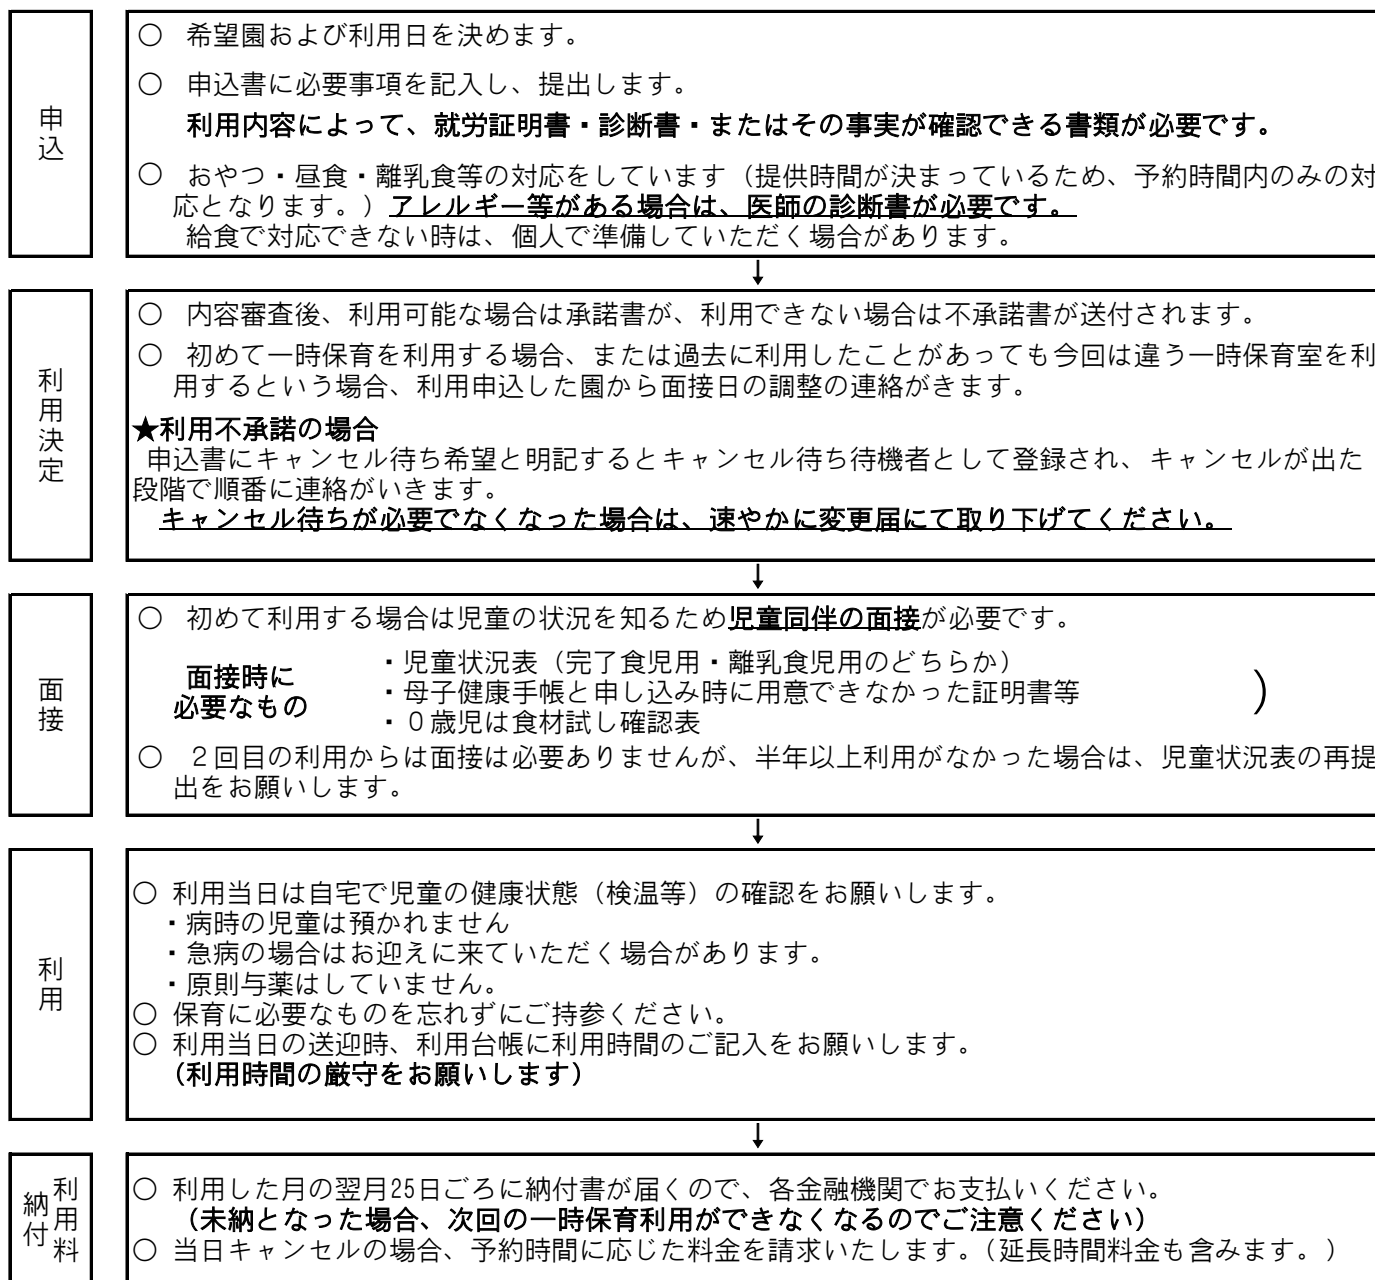 申込
○ 希望園および利用日を決めます。
○ 申込書に必要事項を記入し、提出します。
利用内容によって、就労証明書・診断書・またはその事実が確認できる書類が必要です。
○ おやつ・昼食・離乳食等の対応をしています（提供時間が決まっているため、予約時間内のみの対
応となります。）アレルギー等がある場合は、医師の診断書が必要です。
給食で対応できない時は、個人で準備していただく場合があります。
↓
利用決定
○ 内容審査後、利用可能な場合は承諾書が、利用できない場合は不承諾書が送付されます。
○ 初めて一時保育を利用する場合、または過去に利用したことがあっても今回は違う一時保育室を利
用するという場合、利用申込した園から面接日の調整の連絡がきます。
★利用不承諾の場合
申込書にキャンセル待ち希望と明記するとキャンセル待ち待機者として登録され、キャンセルが出た
段階で順番に連絡がいきます。
キャンセル待ちが必要でなくなった場合は、速やかに変更届にて取り下げてください。
↓
面接
○ 初めて利用する場合は児童の状況を知るため児童同伴の面接が必要です。
面接時に
必要なもの
・児童状況表（完了食児用・離乳食児用のどちらか）
・母子健康手帳と申し込み時に用意できなかった証明書等
・０歳児は食材試し確認表
）
○ ２回目の利用からは面接は必要ありませんが、半年以上利用がなかった場合は、児童状況表の再提
出をお願いします。
↓
利用
○ 利用当日は自宅で児童の健康状態（検温等）の確認をお願いします。
・病時の児童は預かれません
・急病の場合はお迎えに来ていただく場合があります。
・原則与薬はしていません。
○ 保育に必要なものを忘れずにご持参ください。
○ 利用当日の送迎時、利用台帳に利用時間のご記入をお願いします。
（利用時間の厳守をお願いします）
↓
利用料
納付
○ 利用した月の翌月25日ごろに納付書が届くので、各金融機関でお支払いください。
（未納となった場合、次回の一時保育利用ができなくなるのでご注意ください）
○ 当日キャンセルの場合、予約時間に応じた料金を請求いたします。（延長時間料金も含みます。）